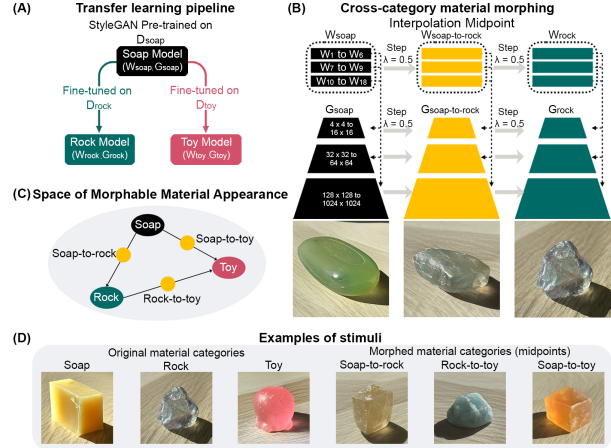 (A) Transfer learning pipeline
StyleGAN Pre-trained on
Dsoap
Soap Model
(Wsoap,Gsoap)
Fine-tuned on
Drock
Fine-tuned on
Dtoy
Rock Model
(Wrock,Grock)
Toy Model
(Wtoy,Gtoy)
(B) Cross-category material morphing
Interpolation Midpoint
Wsoap
Step
λ = 0.5
Wsoap-to-rock
Step
λ = 0.5
Wrock
W1 to W6
W7 to W9
W10 to W18
Gsoap
Step
λ = 0.5
Gsoap-to-rock
Step
λ = 0.5
Grock
4 x 4 to
16 x 16
32 x 32 to
64 x 64
128 x 128 to
1024 x 1024
(C) Space of Morphable Material Appearance
Soap
Soap-to-rock
Soap-to-toy
Toy
Rock
Rock-to-toy
(D) Examples of stimuli
Original material categories
Morphed material categories (midpoints)
Soap
Rock
Toy
Soap-to-rock
Rock-to-toy
Soap-to-toy